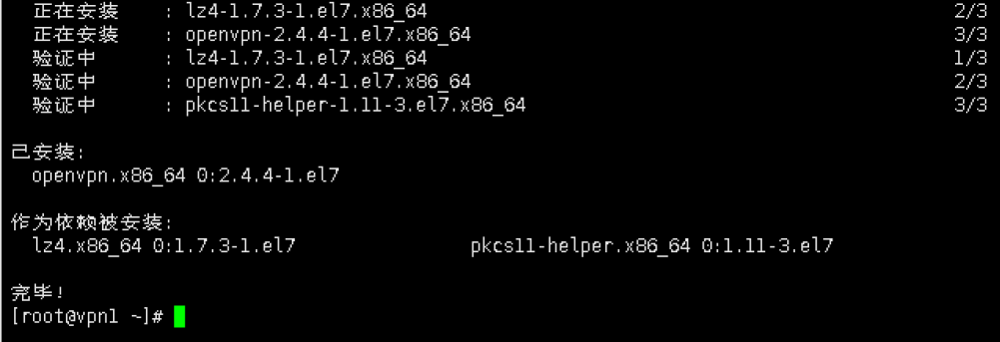 正在安装    : lz4-1.7.3-1.el7.x86_64    2/3
正在安装    : openvpn-2.4.4-1.el7.x86_64    3/3
验证中      : lz4-1.7.3-1.el7.x86_64    1/3
验证中      : openvpn-2.4.4-1.el7.x86_64    2/3
验证中      : pkcs11-helper-1.11-3.el7.x86_64    3/3
已安装:
openvpn.x86_64 0:2.4.4-1.el7
作为依赖被安装:
lz4.x86_64 0:1.7.3-1.el7    pkcs11-helper.x86_64 0:1.11-3.el7
完毕!
[root@vpn1 ~]#